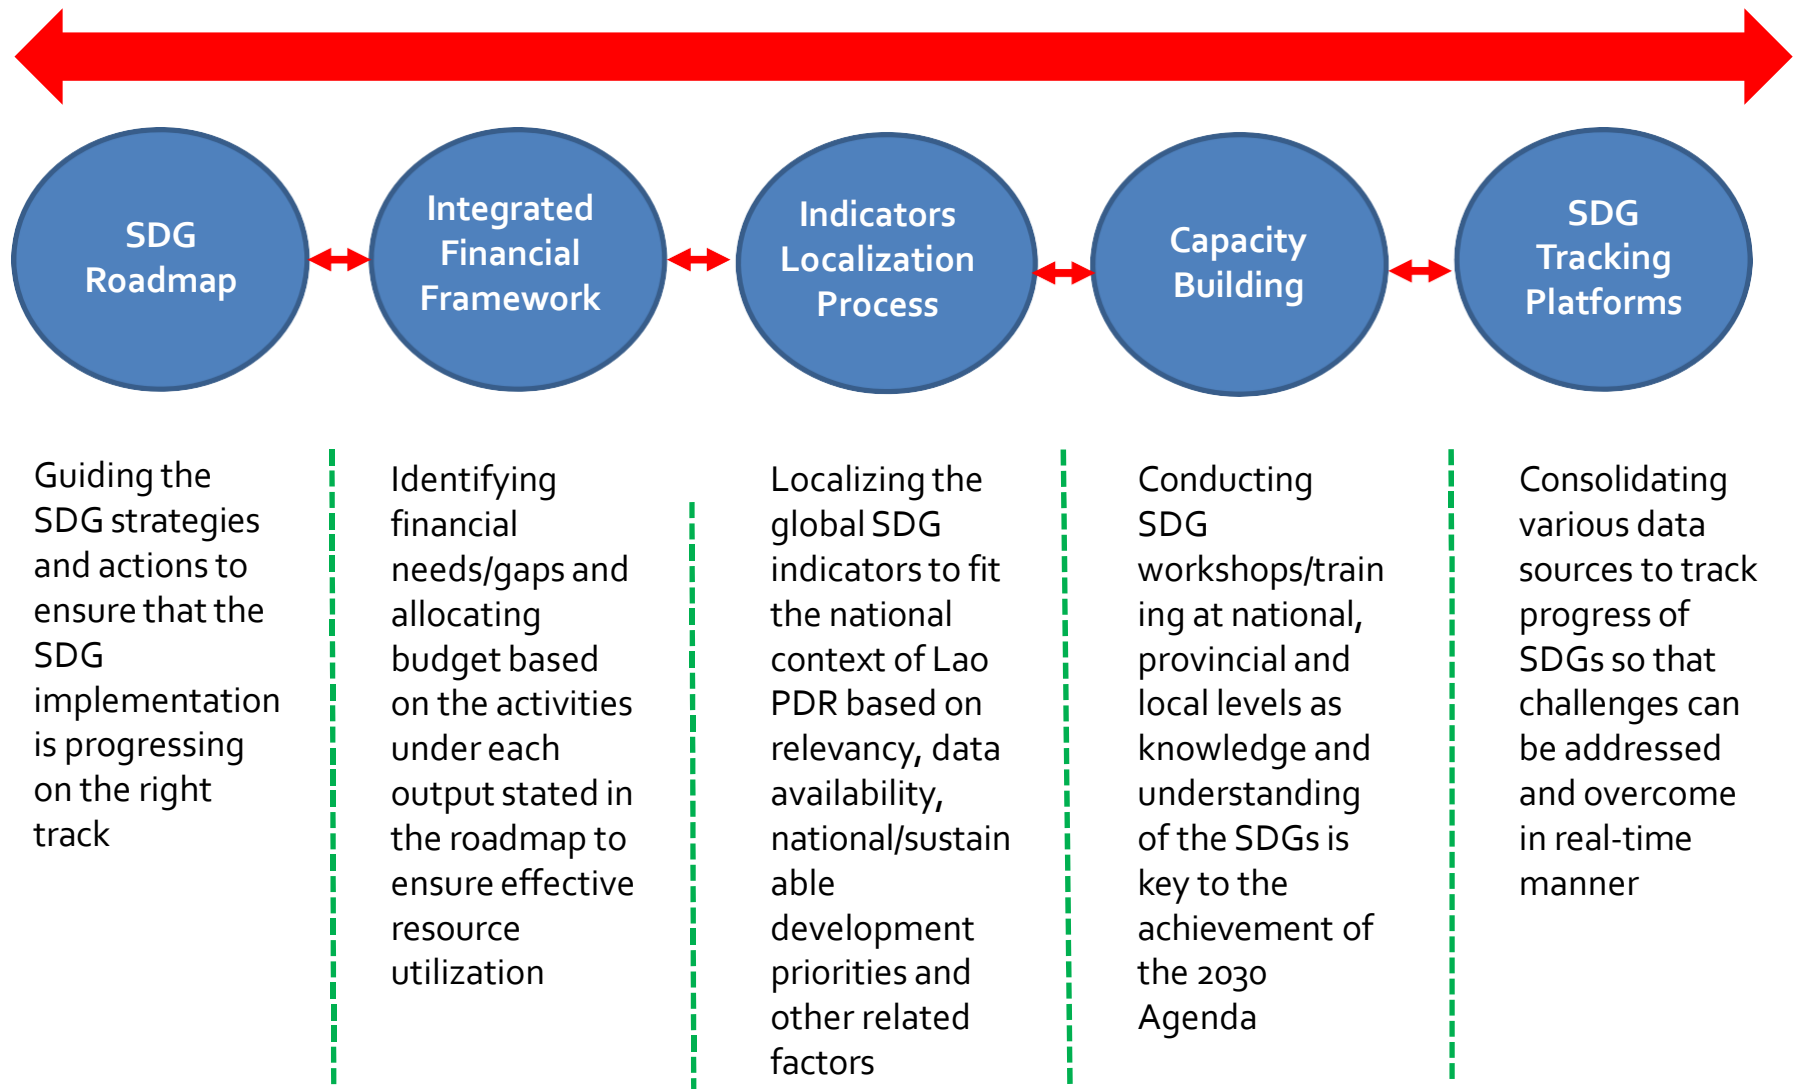 SDG
Roadmap
Integrated
Financial
Framework
Indicators
Localization
Process
Capacity
Building
SDG
Tracking
Platforms
Guiding the
SDG strategies
and actions to
ensure that the
SDG
implementation
is progressing
on the right
track
Identifying
financial
needs/gaps and
allocating
budget based
on the activities
under each
output stated in
the roadmap to
ensure effective
resource
utilization
Localizing the
global SDG
indicators to fit
the national
context of Lao
PDR based on
relevancy, data
availability,
national/sustain
able
development
priorities and
other related
factors
Conducting
SDG
workshops/train
ing at national,
provincial and
local levels as
knowledge and
understanding
of the SDGs is
key to the
achievement of
the 2030
Agenda
Consolidating
various data
sources to track
progress of
SDGs so that
challenges can
be addressed
and overcome
in real-time
manner